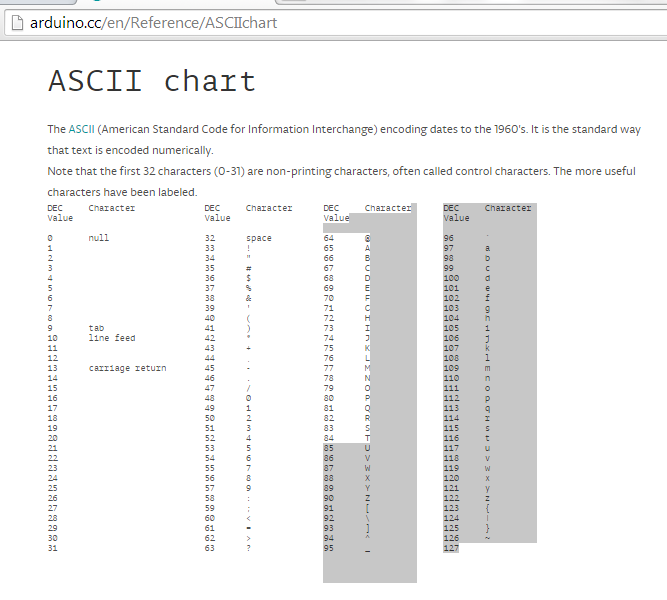 arduino.cc/en/Reference/ASCIIchart
ASCII chart
The ASCII (American Standard Code for Information Interchange) encoding dates to the 1960's. It is the standard way
that text is encoded numerically.
Note that the first 32 characters (0-31) are non-printing characters, often called control characters. The more useful
characters have been labeled.
DEC Character DEC Character DEC Character DEC Character
Value Value Value Value
0 null 32 space 64 @ 96 `
1 33 ! 65 A 97 a
2 34 " 66 B 98 b
3 35 # 67 C 99 c
4 36 $ 68 D 100 d
5 37 % 69 E 101 e
6 38 & 70 F 102 f
7 39 ' 71 G 103 g
8 40 ( 72 H 104 h
9 tab 41 ) 73 I 105 i
10 line feed 42 * 74 J 106 j
11 43 + 75 K 107 k
12 44 , 76 L 108 l
13 carriage return 45 - 77 M 109 m
14 46 . 78 N 110 n
15 47 / 79 O 111 o
16 48 0 80 P 112 p
17 49 1 81 Q 113 q
18 50 2 82 R 114 r
19 51 3 83 S 115 s
20 52 4 84 T 116 t
21 53 5 85 U 117 u
22 54 6 86 V 118 v
23 55 7 87 W 119 w
24 56 8 88 X 120 x
25 57 9 89 Y 121 y
26 58 : 90 Z 122 z
27 59 ; 91 [ 123 {
28 60 < 92 \ 124 |
29 61 = 93 ] 125 }
30 62 > 94 ^ 126 ~
31 63 ? 95 _ 127